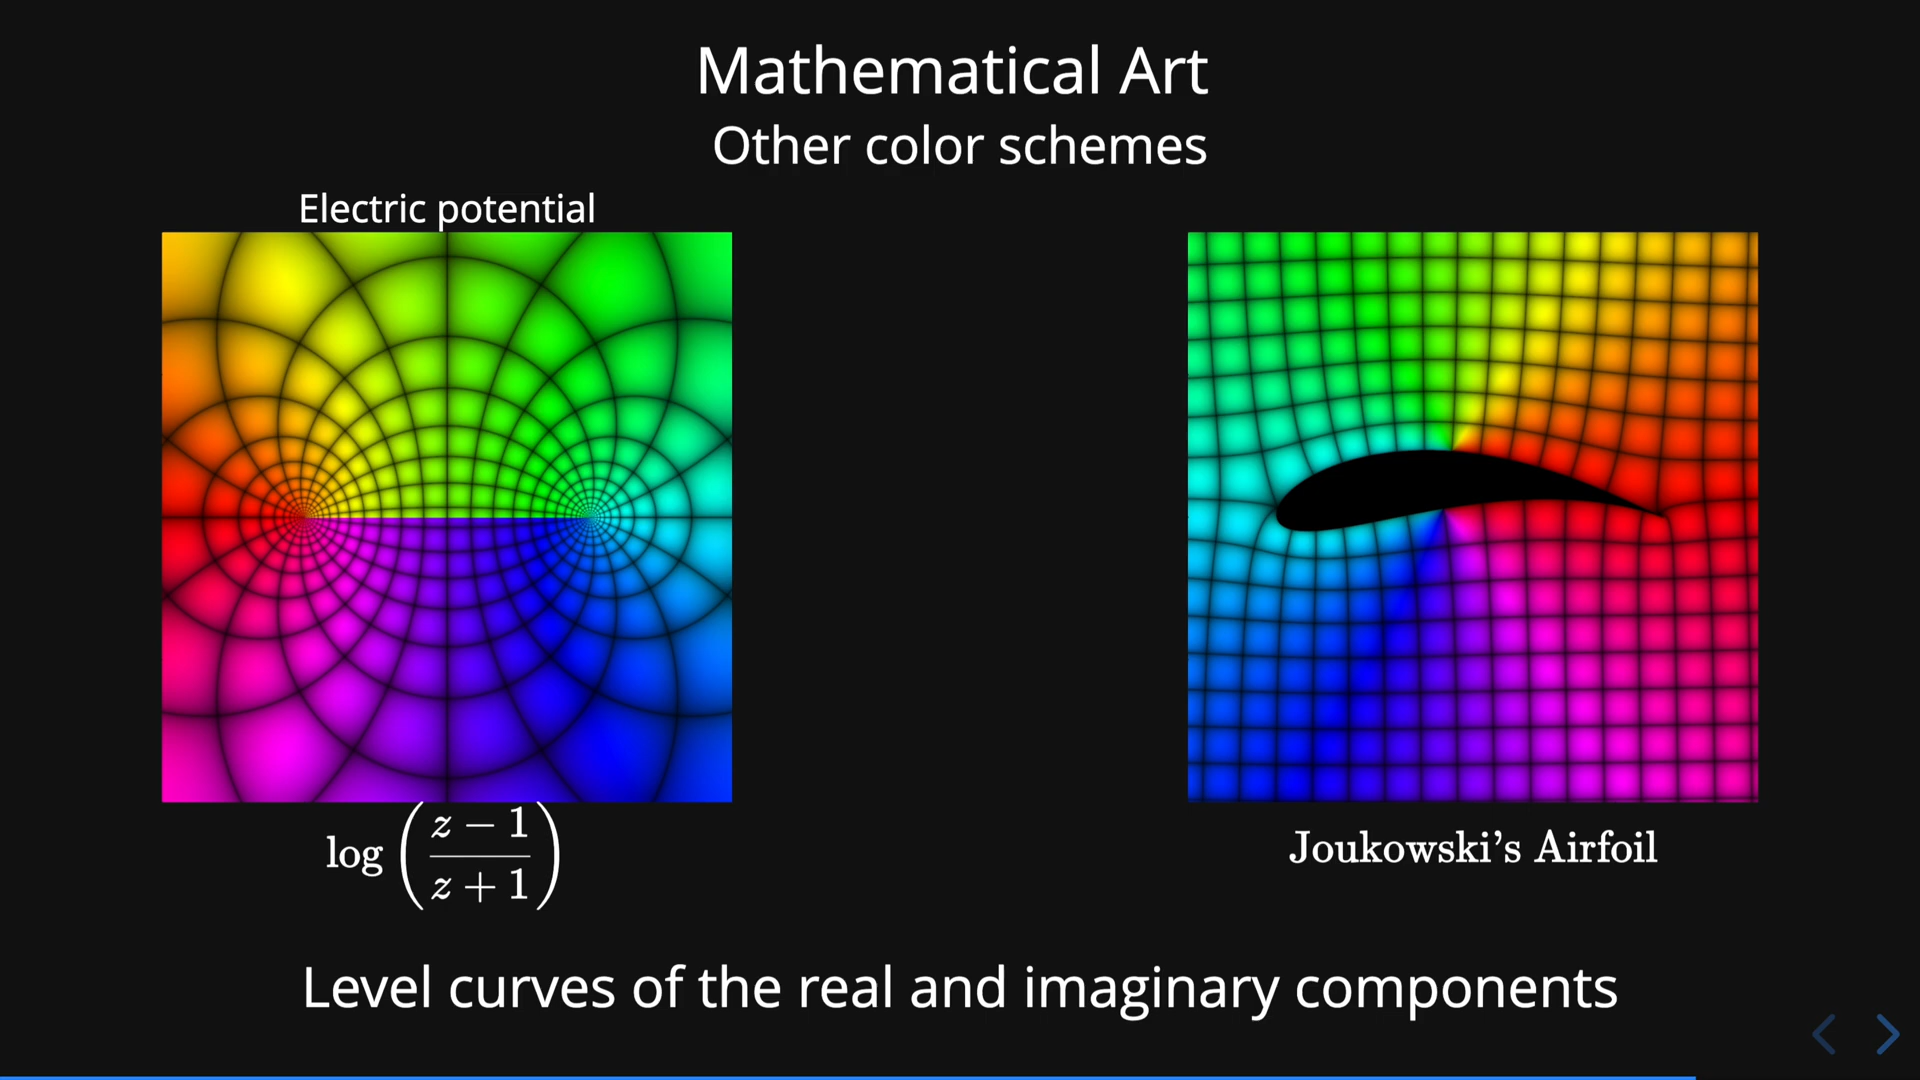 Mathematical Art
Other color schemes
Electric potential
log ( z − 1 / z + 1 )
Joukowski’s Airfoil
Level curves of the real and imaginary components